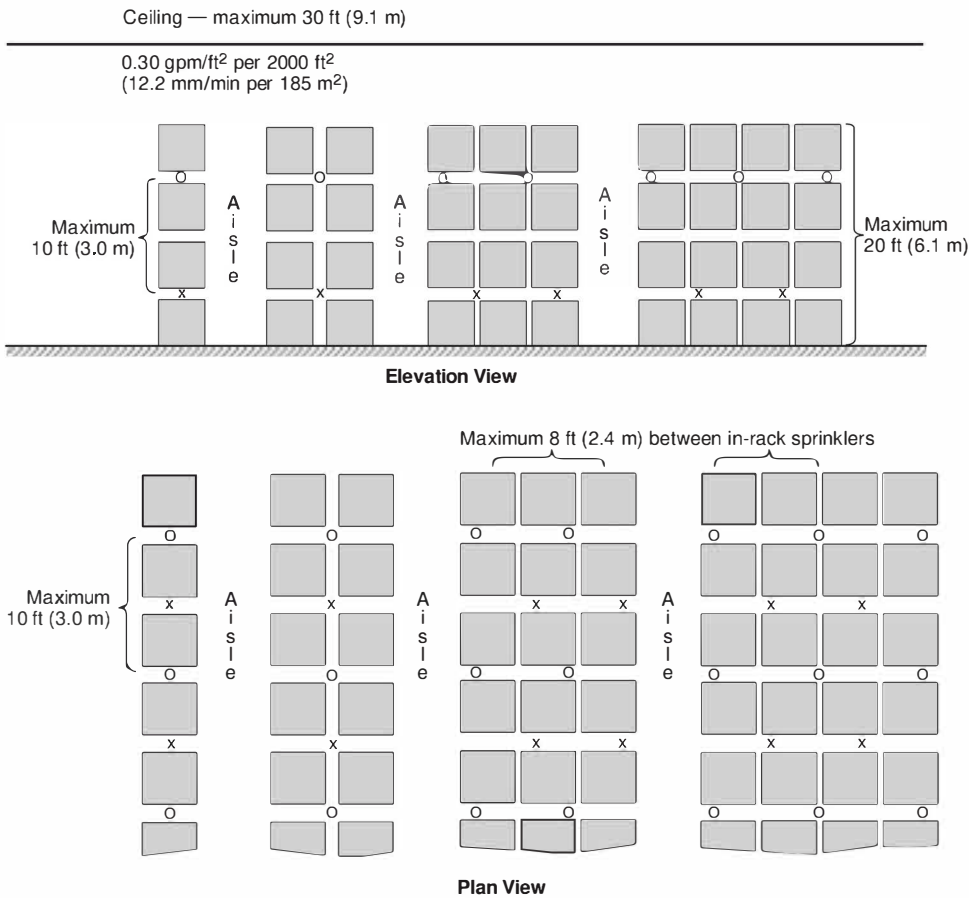 Ceiling — maximum 30 ft (9.1 m)
0.30 gpm/ft² per 2000 ft²
(12.2 mm/min per 185 m²)
O
O
O
O
O
O
O
Maximum
10 ft (3.0 m)
Aisle
Aisle
Aisle
Maximum
20 ft (6.1 m)
x
x
x
x
x
x
Elevation View
Maximum 8 ft (2.4 m) between in-rack sprinklers
O
O
O
O
O
O
O
Maximum
10 ft (3.0 m)
x
x
x
x
x
x
Aisle
Aisle
Aisle
O
O
O
O
O
O
O
x
x
x
x
x
x
O
O
O
O
O
O
O
Plan View